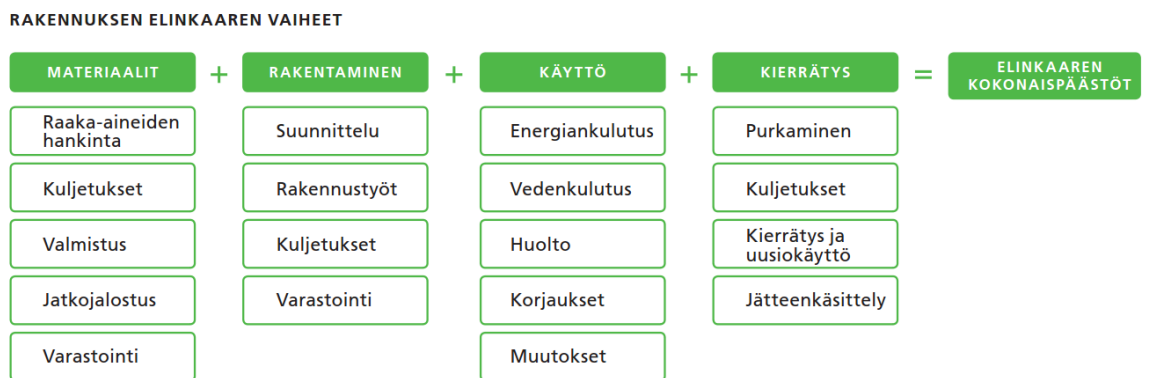 RAKENNUKSEN ELINKAAREN VAIHEET
MATERIAALIT + RAKENTAMINEN + KÄYTTÖ + KIERRÄTYS = ELINKAAREN
KOKONAISPÄÄSTÖT
Raaka-aineiden
hankinta
Kuljetukset
Valmistus
Jatkojalostus
Varastointi
Suunnittelu
Rakennustyöt
Kuljetukset
Varastointi
Energiankulutus
Vedenkulutus
Huolto
Korjaukset
Muutokset
Purkaminen
Kuljetukset
Kierrätys ja
uusiokäyttö
Jätteenkäsittely